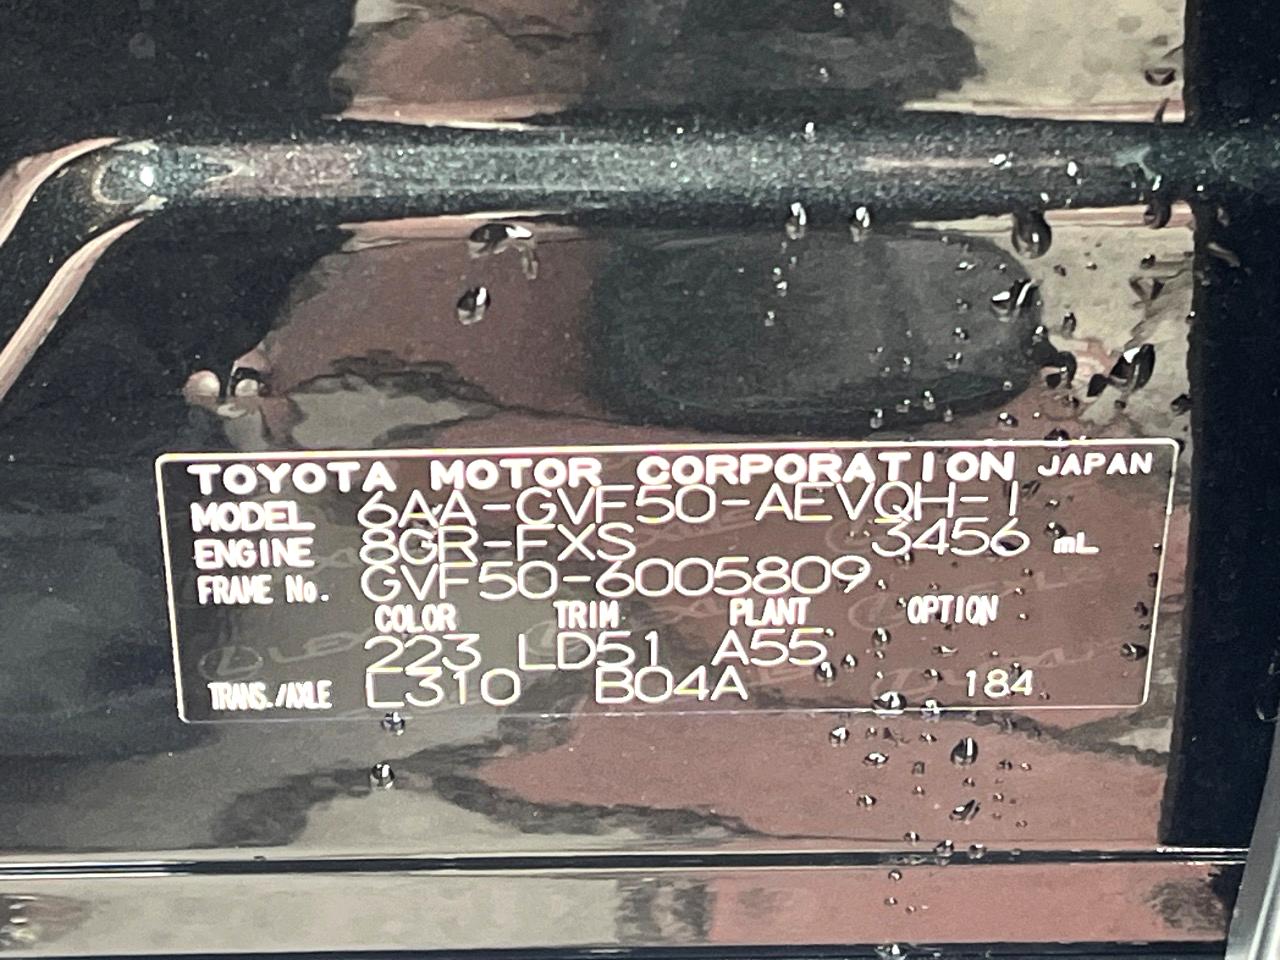 TOYOTA MOTOR CORPORATION JAPAN
MODEL 6AA-GVF50-AEVQH-1
ENGINE 8GR-FXS 3456 mL
FRAME No. GVF50-6005809
COLOR TRIM PLANT OPTION
223 LD51 A55
TRANS./AXLE L310 B04A 184